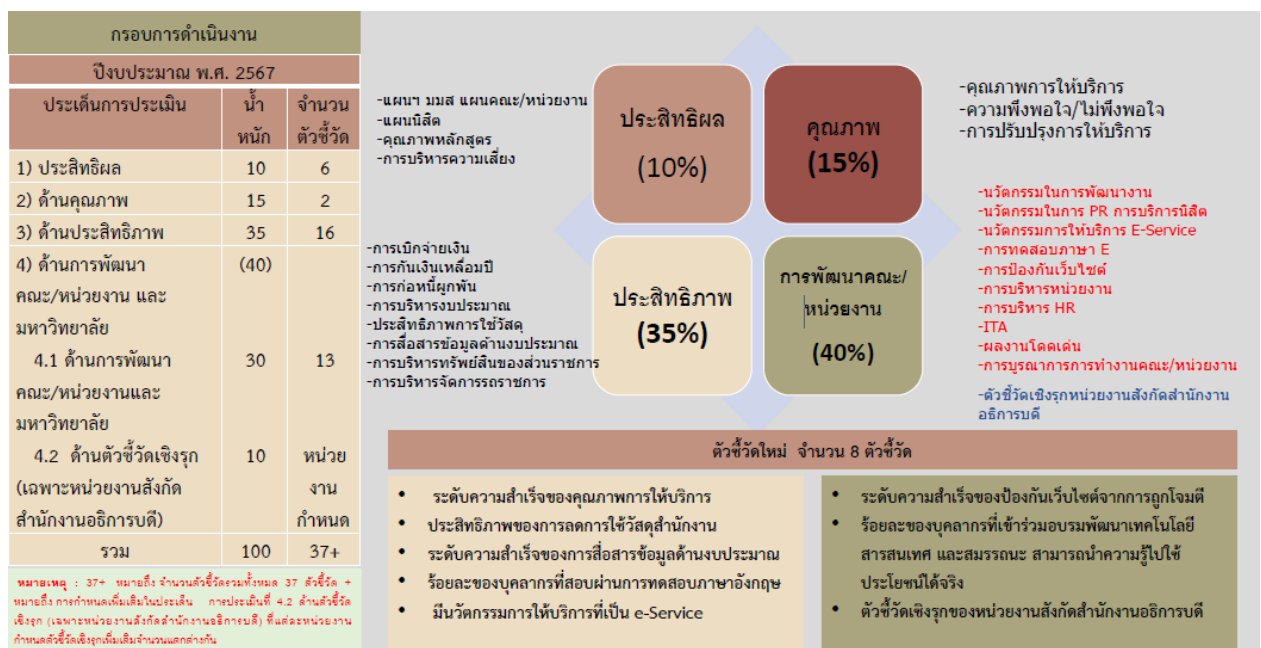 กรอบการดำเนินงาน
ปีงบประมาณ พ.ศ. 2567
ประเด็นการประเมิน น้ำหนัก จำนวนตัวชี้วัด
1) ประสิทธิผล 10 6
2) ด้านคุณภาพ 15 2
3) ด้านประสิทธิภาพ 35 16
4) ด้านการพัฒนา (40)
คณะ/หน่วยงาน และ
มหาวิทยาลัย
4.1 ด้านการพัฒนา 30 13
คณะ/หน่วยงานและ
มหาวิทยาลัย
4.2 ด้านตัวชี้วัดเชิงรุก 10 หน่วย
(เฉพาะหน่วยงานสังกัด งาน
สำนักงานอธิการบดี) กำหนด
รวม 100 37+
หมายเหตุ : 37+ หมายถึง จำนวนตัวชี้วัดรวมทั้งหมด 37 ตัวชี้วัด +
หมายถึง การกำหนดเพิ่มเติมในประเด็น การประเมินที่ 4.2 ด้านตัวชี้วัด
เชิงรุก (เฉพาะหน่วยงานสังกัดสำนักงานอธิการบดี) ที่แต่ละหน่วยงาน
กำหนดตัวชี้วัดเชิงรุกเพิ่มเติมจำนวนแตกต่างกัน
-แผนฯ มมส แผนคณะ/หน่วยงาน
-แผนนิสิต
-คุณภาพหลักสูตร
-การบริหารความเสี่ยง
ประสิทธิผล
(10%)
คุณภาพ
(15%)
-คุณภาพการให้บริการ
-ความพึงพอใจ/ไม่พึงพอใจ
-การปรับปรุงการให้บริการ
-การเบิกจ่ายเงิน
-การกันเงินเหลื่อมปี
-การก่อหนี้ผูกพัน
-การบริหารงบประมาณ
-ประสิทธิภาพการใช้วัสดุ
-การสื่อสารข้อมูลด้านงบประมาณ
-การบริหารทรัพย์สินของส่วนราชการ
-การบริหารจัดการรถราชการ
ประสิทธิภาพ
(35%)
การพัฒนาคณะ/
หน่วยงาน
(40%)
-นวัตกรรมในการพัฒนางาน
-นวัตกรรมในการ PR การบริการนิสิต
-นวัตกรรมการให้บริการ E-Service
-การทดสอบภาษา E
-การป้องกันเว็บไซต์
-การบริหารหน่วยงาน
-การบริหาร HR
-ITA
-ผลงานโดดเด่น
-การบูรณาการการทำงานคณะ/หน่วยงาน
-ตัวชี้วัดเชิงรุกหน่วยงานสังกัดสำนักงาน
อธิการบดี
ตัวชี้วัดใหม่ จำนวน 8 ตัวชี้วัด
• ระดับความสำเร็จของคุณภาพการให้บริการ
• ประสิทธิภาพของการลดการใช้วัสดุสำนักงาน
• ระดับความสำเร็จของการสื่อสารข้อมูลด้านงบประมาณ
• ร้อยละของบุคลากรที่สอบผ่านการทดสอบภาษาอังกฤษ
• มีนวัตกรรมการให้บริการที่เป็น e-Service
• ระดับความสำเร็จของป้องกันเว็บไซต์จากการถูกโจมตี
• ร้อยละของบุคลากรที่เข้าร่วมอบรมพัฒนาเทคโนโลยี
สารสนเทศ และสมรรถนะ สามารถนำความรู้ไปใช้
ประโยชน์ได้จริง
• ตัวชี้วัดเชิงรุกของหน่วยงานสังกัดสำนักงานอธิการบดี